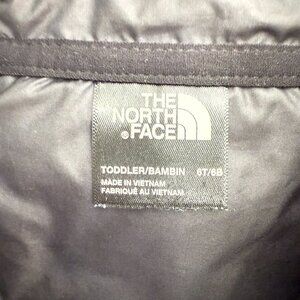 THE
NORTH
FACE
TODDLER/BAMBIN 6T/6B
MADE IN VIETNAM
FABRIQUÉ AU VIETNAM